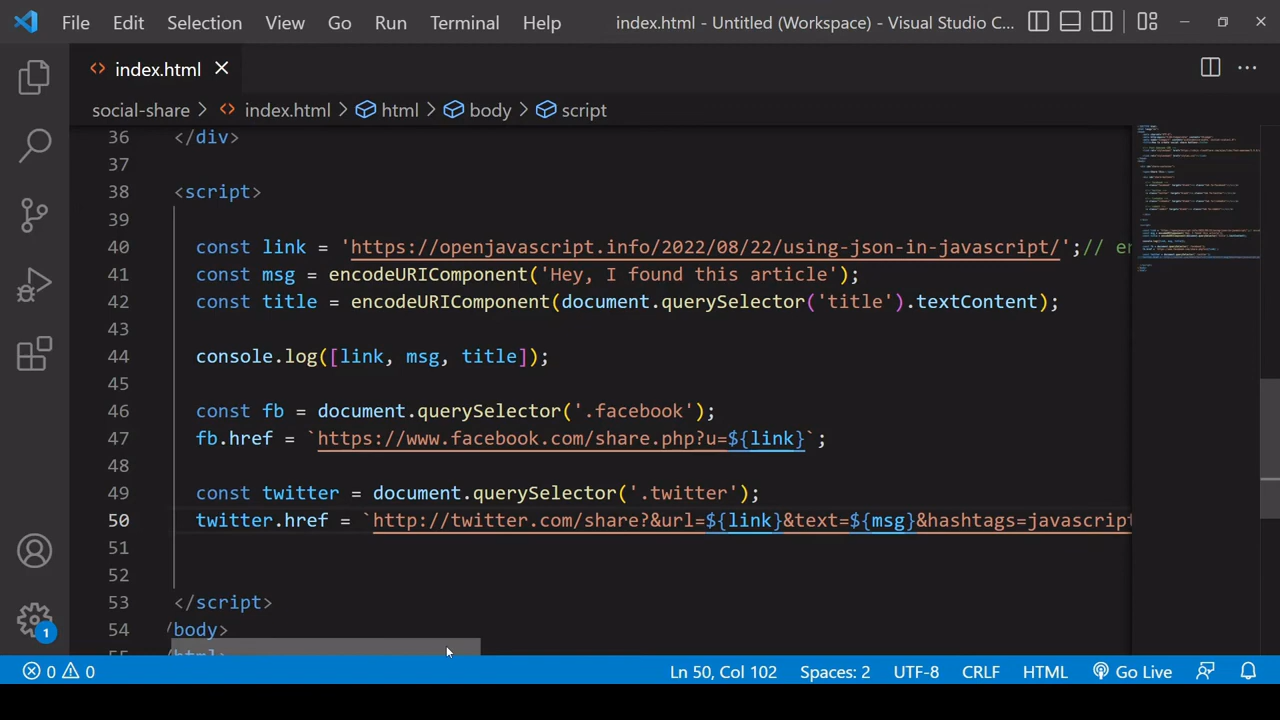 File Edit Selection View Go Run Terminal Help index.html - Untitled (Workspace) - Visual Studio C...
index.html
social-share > index.html > html > body > script
36 </div>
37
38 <script>
39
40 const link = 'https://openjavascript.info/2022/08/22/using-json-in-javascript/';// en
41 const msg = encodeURIComponent('Hey, I found this article');
42 const title = encodeURIComponent(document.querySelector('title').textContent);
43
44 console.log([link, msg, title]);
45
46 const fb = document.querySelector('.facebook');
47 fb.href = `https://www.facebook.com/share.php?u=${link}`;
48
49 const twitter = document.querySelector('.twitter');
50 twitter.href = `http://twitter.com/share?&url=${link}&text=${msg}&hashtags=javascript
51
52
53 </script>
54 /body>
55 /html>
1
0 0 Ln 50, Col 102 Spaces: 2 UTF-8 CRLF HTML Go Live